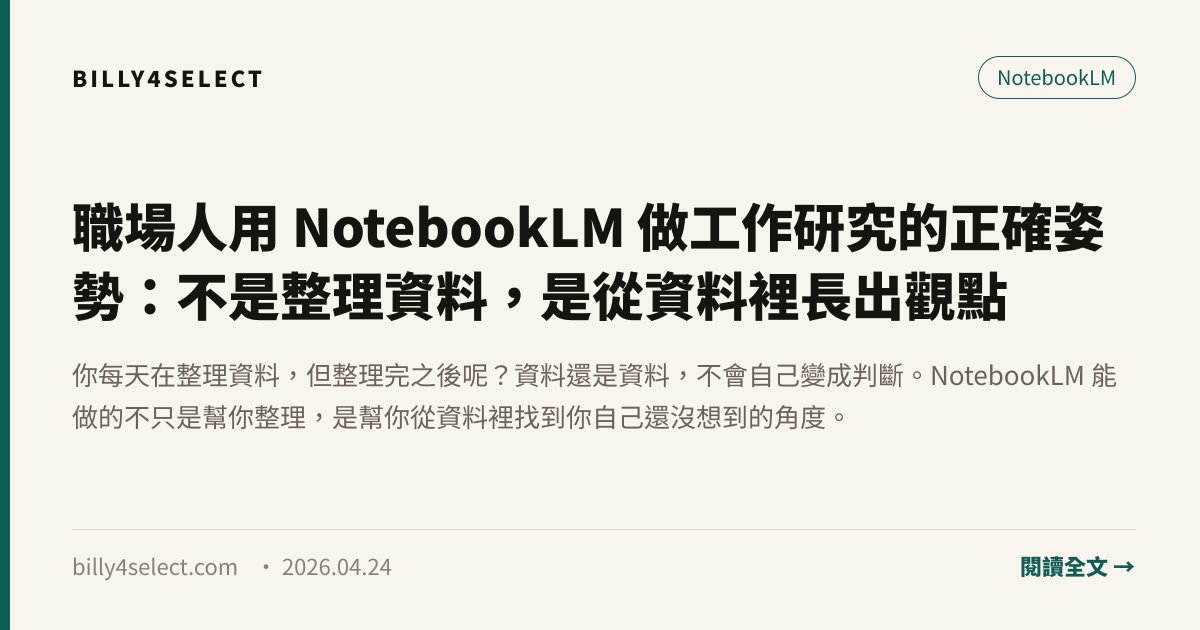 BILLY4SELECT
NotebookLM
職場人用 NotebookLM 做工作研究的正確姿
勢：不是整理資料，是從資料裡長出觀點
你每天在整理資料，但整理完之後呢？資料還是資料，不會自己變成判斷。NotebookLM 能
做的不只是幫你整理，是幫你從資料裡找到你自己還沒想到的角度。
billy4select.com ・ 2026.04.24
閱讀全文 →